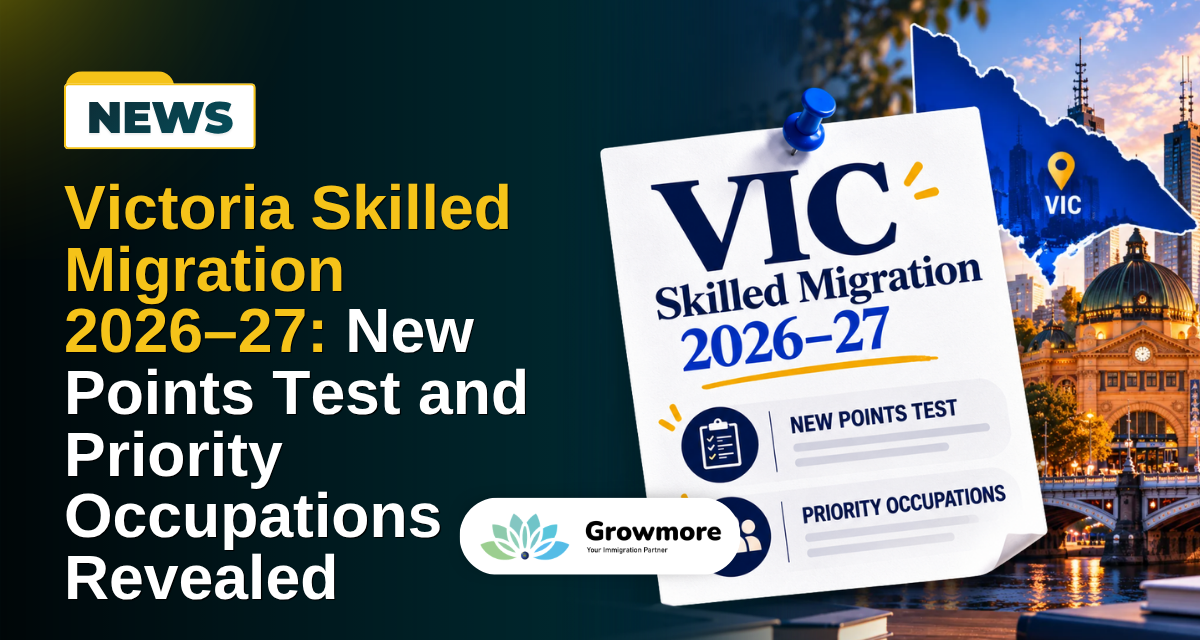 NEWS
Victoria Skilled
Migration
2026–27: New
Points Test and
Priority
Occupations
Revealed
VIC
Skilled Migration
2026–27
NEW POINTS TEST
PRIORITY OCCUPATIONS
VIC
Growmore
Your Immigration Partner